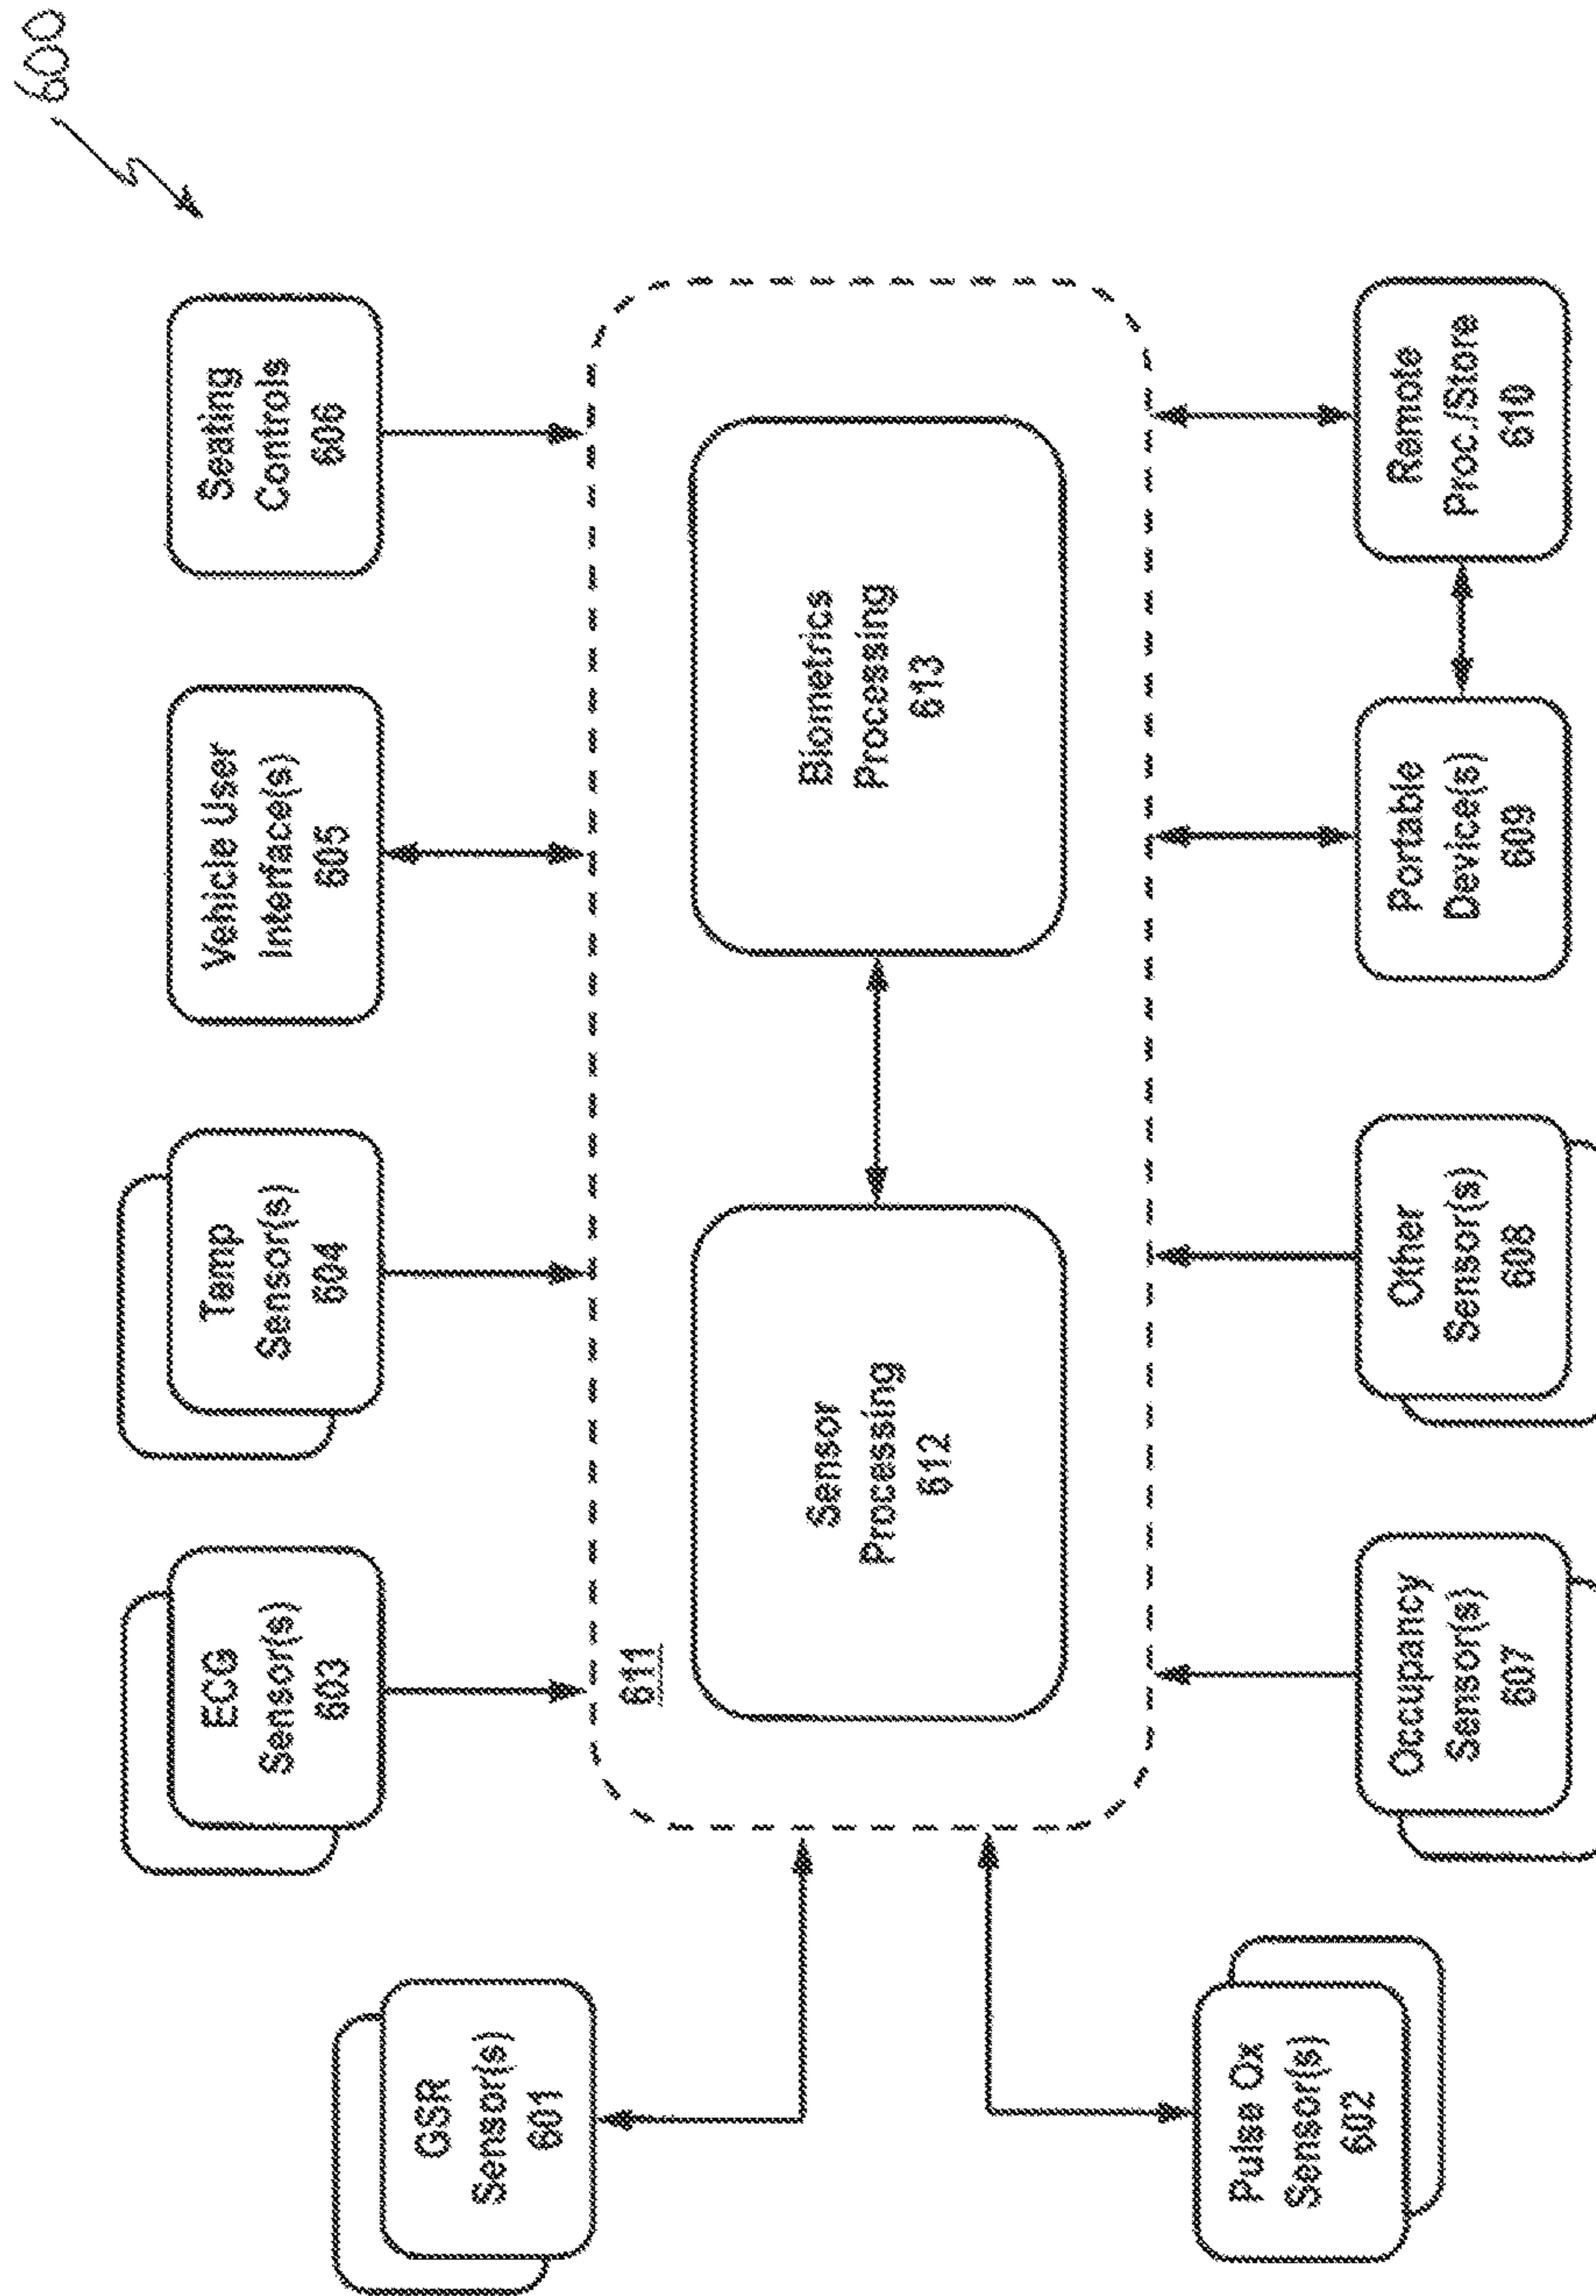 600
GSR
Sensor(s)
601
ECG
Sensor(s)
603
Temp
Sensor(s)
604
Vehicle User
Interface(s)
605
Seating
Controls
606
611
Sensor
Processing
612
Biometrics
Processing
613
Pulse Ox
Sensor(s)
602
Occupancy
Sensor(s)
607
Other
Sensor(s)
608
Portable
Device(s)
609
Remote
Proc./Store
610